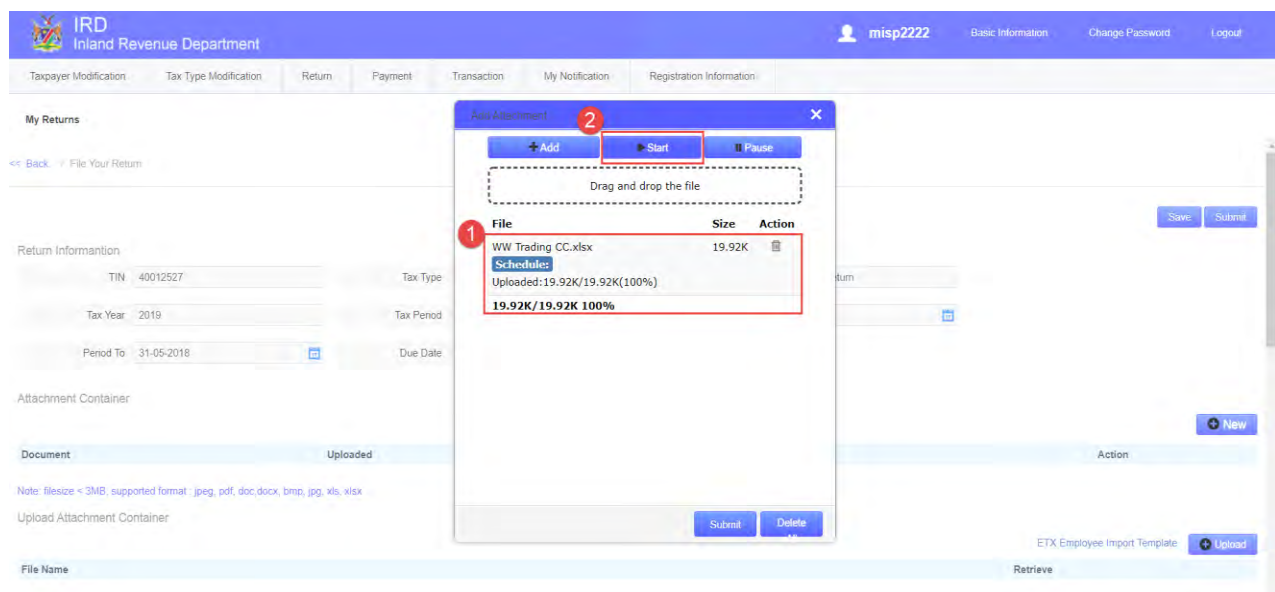 IRD
Inland Revenue Department
misp2222 Basic Information Change Password Logout
Taxpayer Modification Tax Type Modification Return Payment Transaction My Notification Registration Information
My Returns
Add Attachment
2
+Add Start Pause
<< Back / File Your Return
Drag and drop the file
File Size Action
1
WW Trading CC.xlsx 19.92K
Schedule:
Uploaded:19.92K/19.92K(100%)
19.92K/19.92K 100%
Save Submit
Return Informantion
TIN 40012527 Tax Type
Tax Year 2019 Tax Period
Period To 31-05-2018 Due Date
Attachment Container
New
Document Uploaded Action
Note: filesize < 3MB, supported format : jpeg, pdf, doc,docx, bmp, jpg, xls, xlsx
Upload Attachment Container
Submit Delete
ETX Employee Import Template Upload
File Name Retrieve